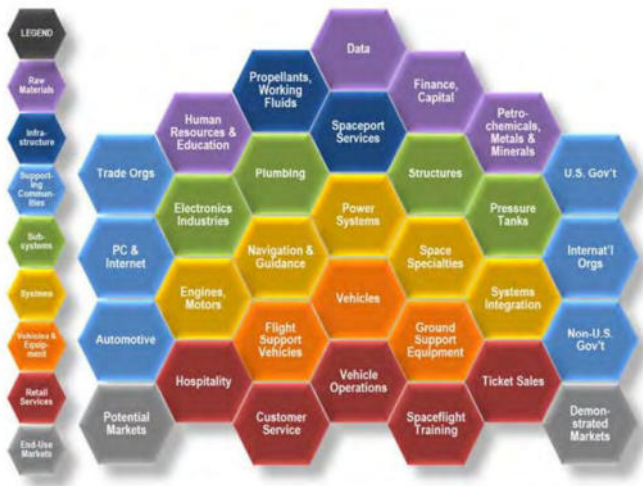 LEGEND
Raw
Materials
Infra-
structure
Support-
ing
Commun-
ities
Sub-
systems
Systems
Vehicles &
Equip-
ment
Retail
Services
End-Use
Markets
Data
Propellants,
Working
Fluids
Finance,
Capital
Human
Resources &
Education
Spaceport
Services
Petro-
chemicals,
Metals &
Minerals
Trade Orgs
Plumbing
Structures
U.S. Gov't
Electronics
Industries
Power
Systems
Pressure
Tanks
PC &
Internet
Navigation &
Guidance
Space
Specialties
Internat'l
Orgs
Engines,
Motors
Vehicles
Systems
Integration
Automotive
Flight
Support
Vehicles
Ground
Support
Equipment
Non-U.S.
Gov't
Hospitality
Vehicle
Operations
Ticket Sales
Potential
Markets
Customer
Service
Spaceflight
Training
Demon-
strated
Markets